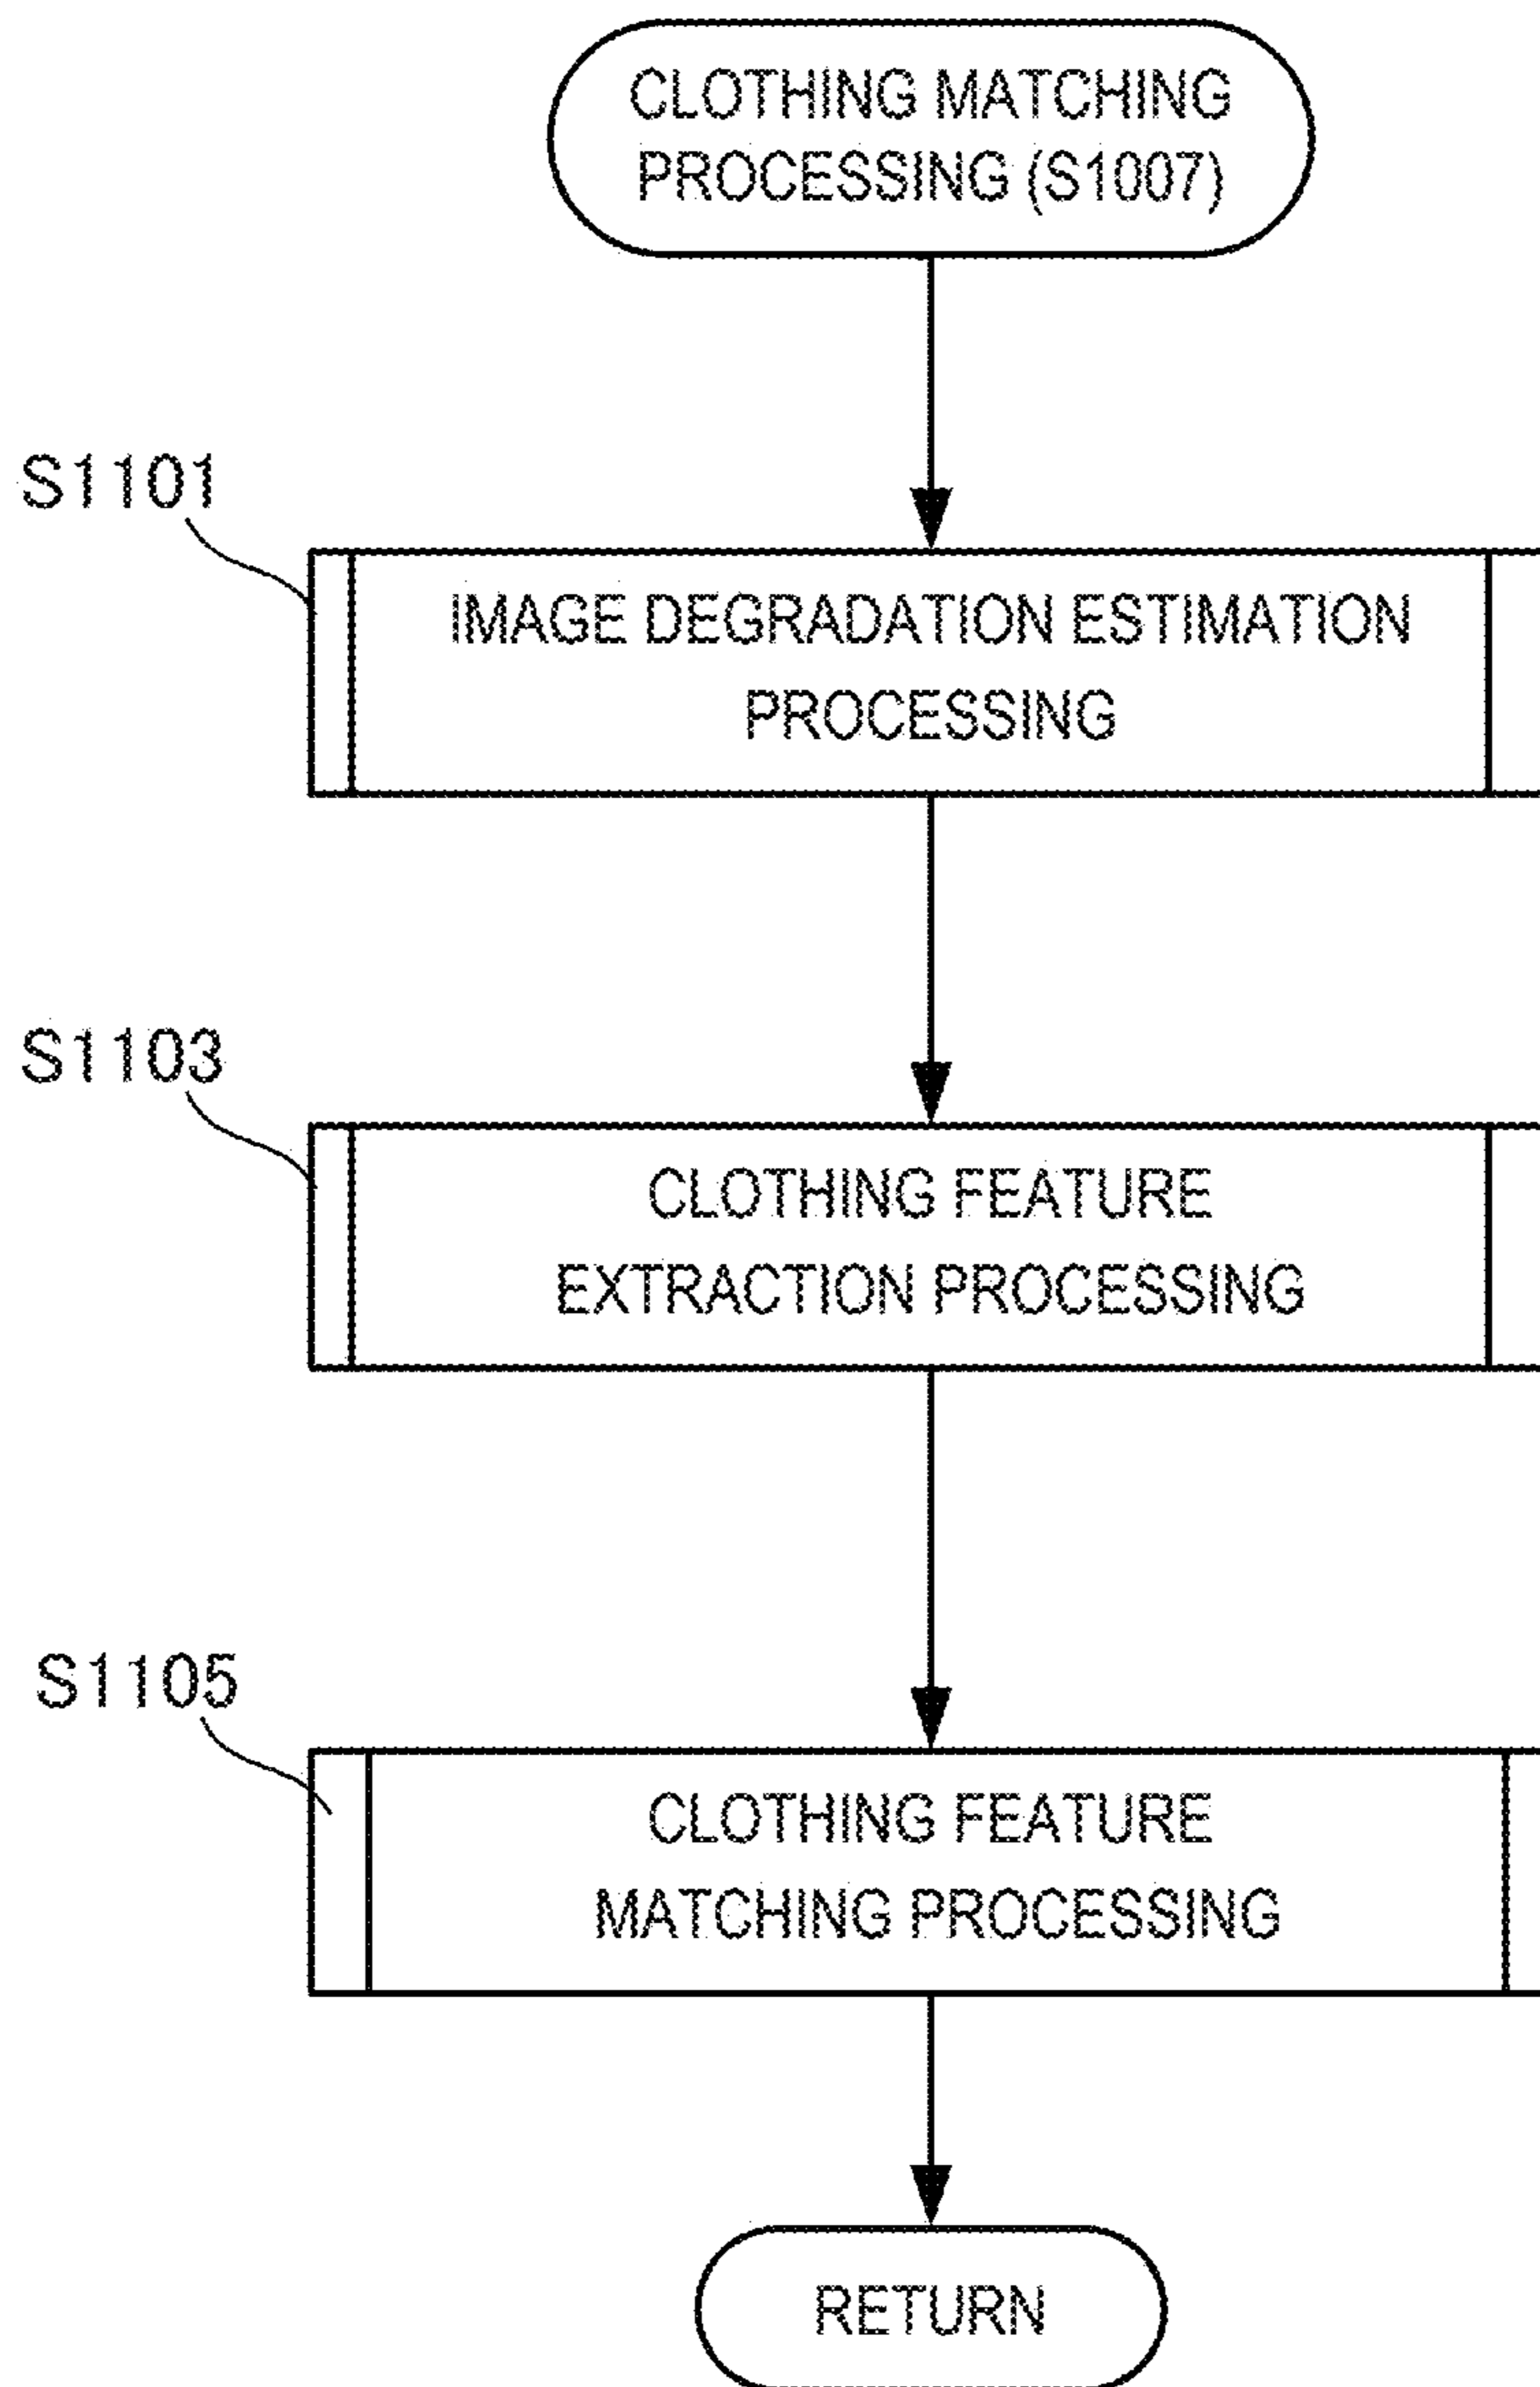 CLOTHING MATCHING
PROCESSING (S1007)
S1101
IMAGE DEGRADATION ESTIMATION
PROCESSING
S1103
CLOTHING FEATURE
EXTRACTION PROCESSING
S1105
CLOTHING FEATURE
MATCHING PROCESSING
RETURN